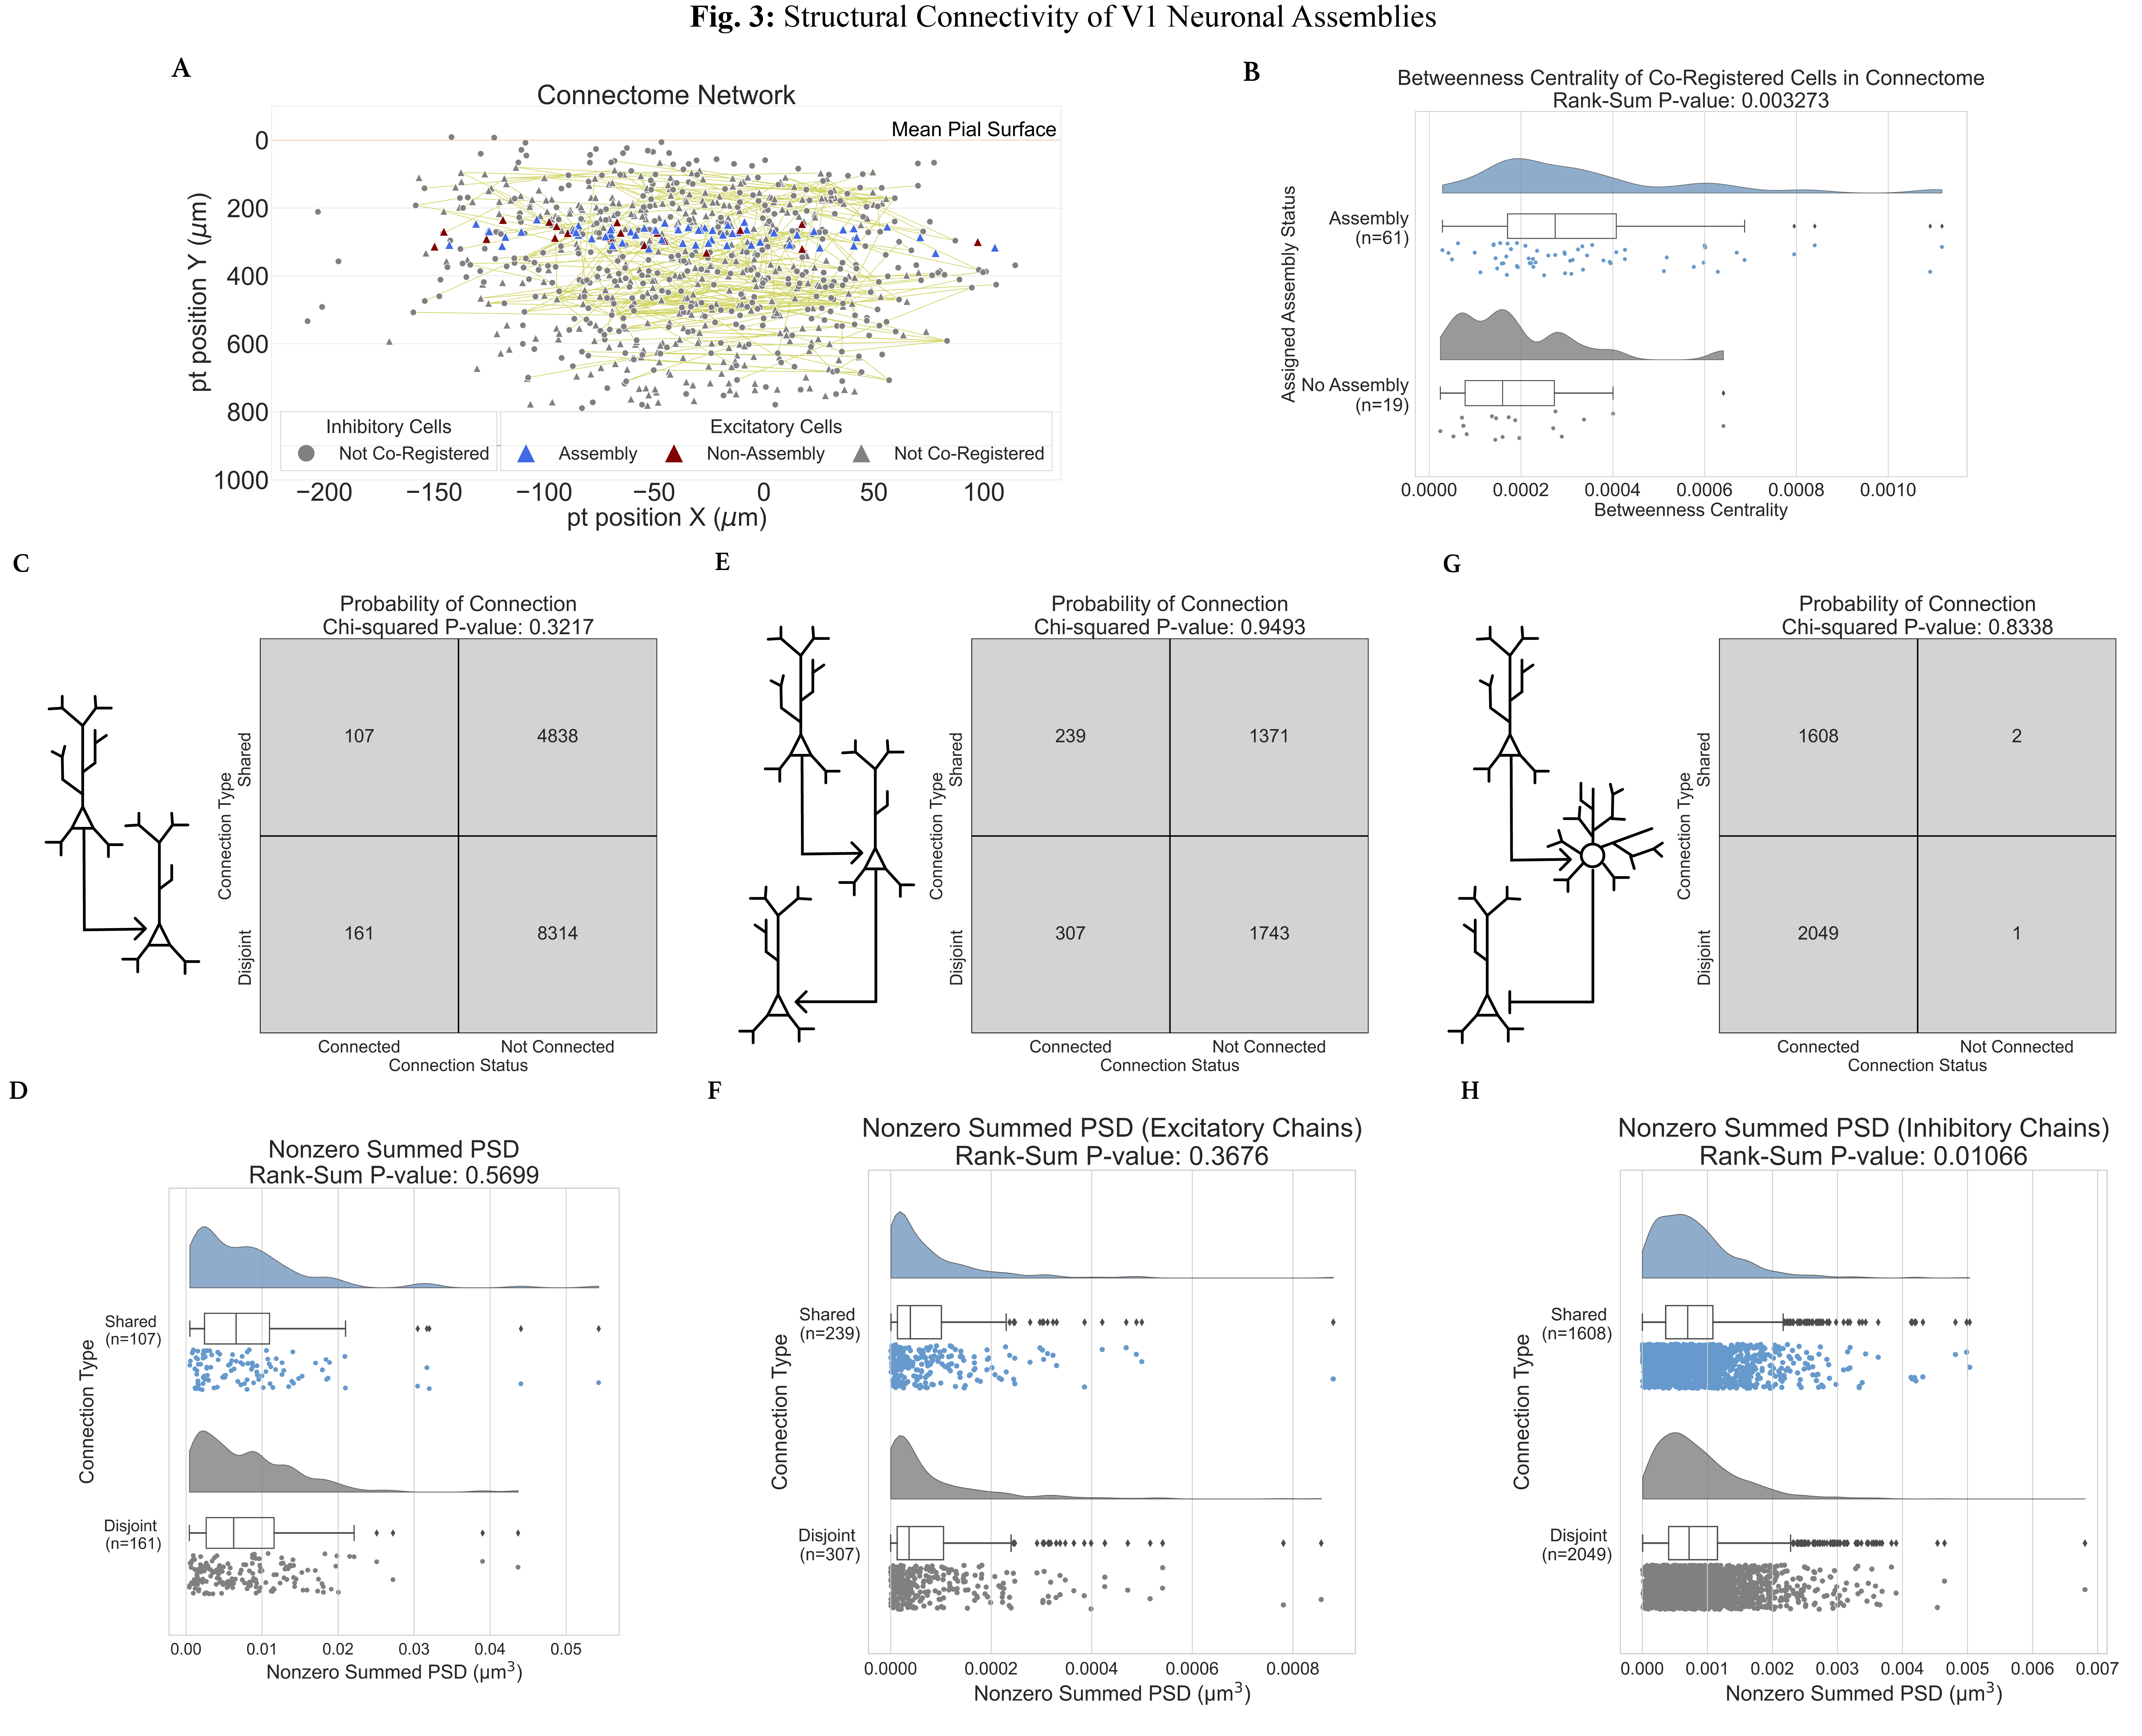 Fig. 3: Structural Connectivity of V1 Neuronal Assemblies
A
Connectome Network
Mean Pial Surface
0
200
400
600
800
1000
pt position Y (μm)
Inhibitory Cells
Not Co-Registered
Excitatory Cells
Assembly
Non-Assembly
Not Co-Registered
−200
−150
−100
−50
0
50
100
pt position X (μm)
B
Betweenness Centrality of Co-Registered Cells in Connectome
Rank-Sum P-value: 0.003273
Assigned Assembly Status
Assembly
(n=61)
No Assembly
(n=19)
0.0000
0.0002
0.0004
0.0006
0.0008
0.0010
Betweenness Centrality
C
Probability of Connection
Chi-squared P-value: 0.3217
Connection Type
Shared
Disjoint
107
4838
161
8314
Connected
Not Connected
Connection Status
E
Probability of Connection
Chi-squared P-value: 0.9493
Connection Type
Shared
Disjoint
239
1371
307
1743
Connected
Not Connected
Connection Status
G
Probability of Connection
Chi-squared P-value: 0.8338
Connection Type
Shared
Disjoint
1608
2
2049
1
Connected
Not Connected
Connection Status
D
Nonzero Summed PSD
Rank-Sum P-value: 0.5699
Connection Type
Shared
(n=107)
Disjoint
(n=161)
0.00
0.01
0.02
0.03
0.04
0.05
Nonzero Summed PSD (μm³)
F
Nonzero Summed PSD (Excitatory Chains)
Rank-Sum P-value: 0.3676
Connection Type
Shared
(n=239)
Disjoint
(n=307)
0.0000
0.0002
0.0004
0.0006
0.0008
Nonzero Summed PSD (μm³)
H
Nonzero Summed PSD (Inhibitory Chains)
Rank-Sum P-value: 0.01066
Connection Type
Shared
(n=1608)
Disjoint
(n=2049)
0.000
0.001
0.002
0.003
0.004
0.005
0.006
0.007
Nonzero Summed PSD (μm³)